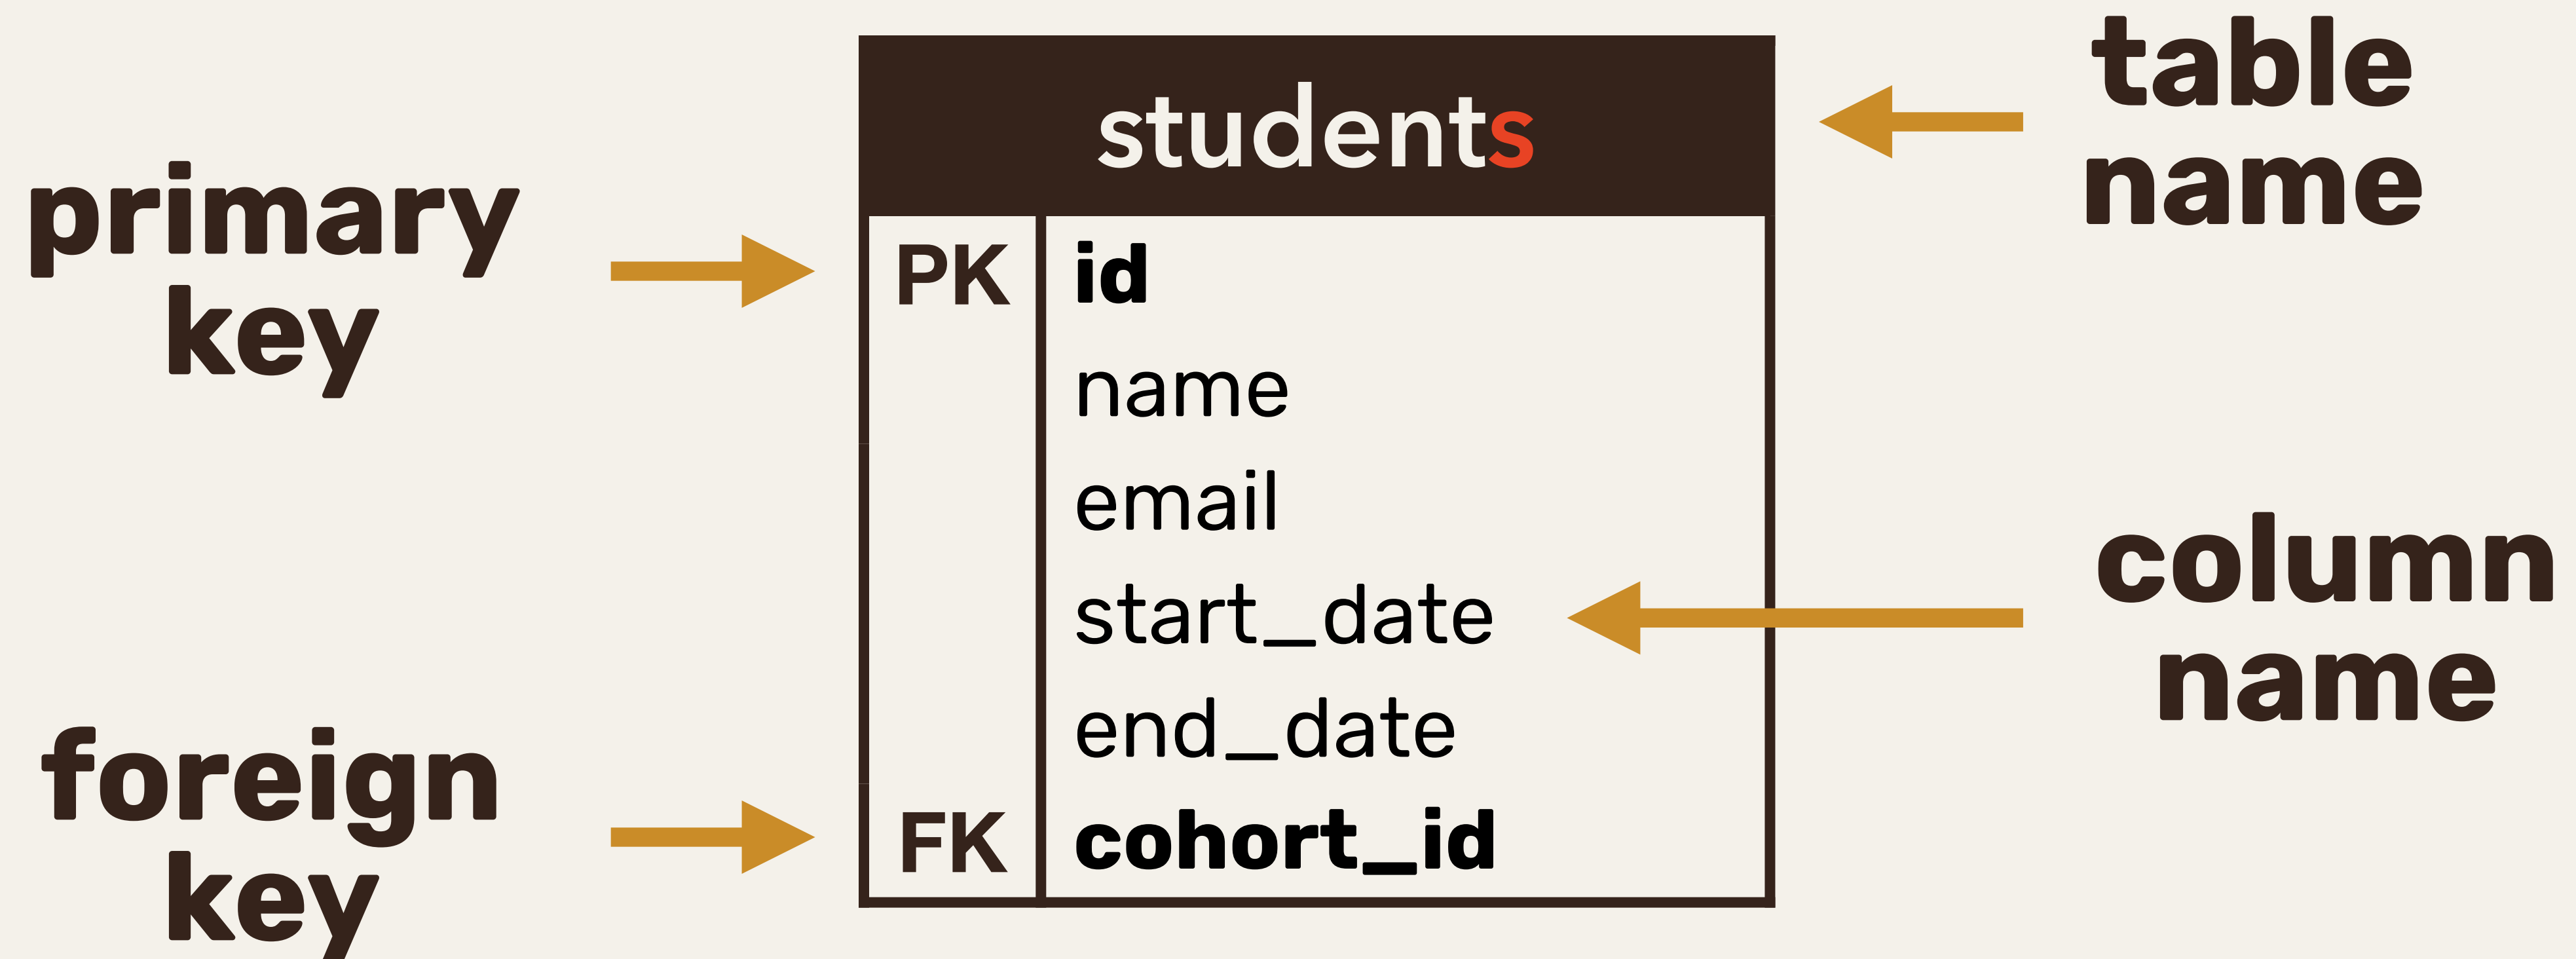 students
table
name
primary
key
PK id
name
email
start_date
end_date
FK cohort_id
column
name
foreign
key